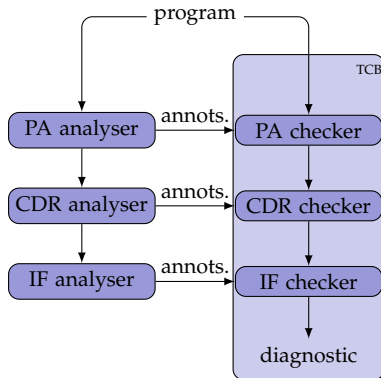 program
TCB
annots.
PA analyser
PA checker
annots.
CDR analyser
CDR checker
annots.
IF analyser
IF checker
diagnostic